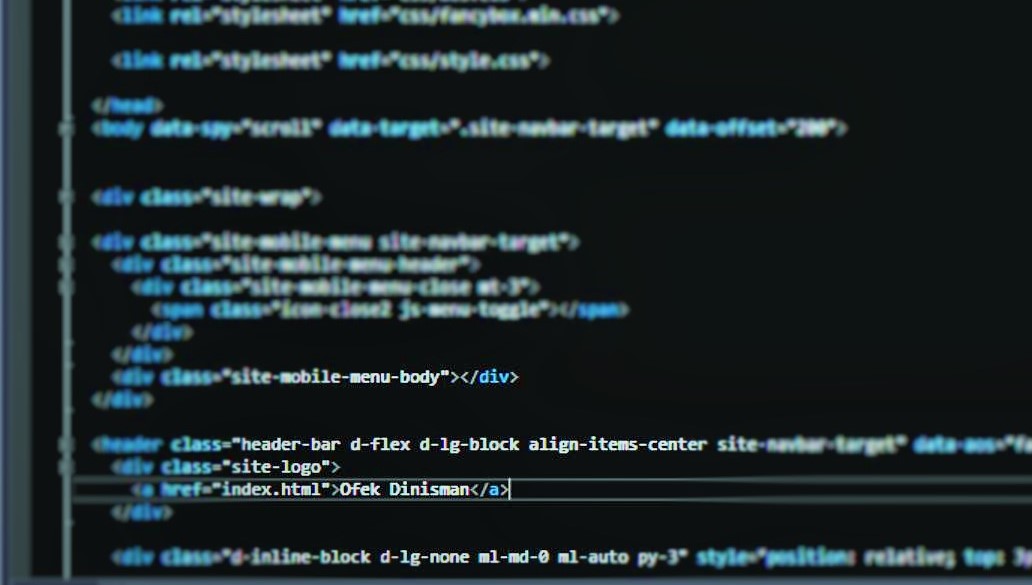 <link rel="stylesheet" href="css/fancybox.min.css">
<link rel="stylesheet" href="css/style.css">
</head>
<body data-spy="scroll" data-target=".site-navbar-target" data-offset="200">
<div class="site-wrap">
<div class="site-mobile-menu site-navbar-target">
<div class="site-mobile-menu-header">
<div class="site-mobile-menu-close mt-3">
<span class="icon-close2 js-menu-toggle"></span>
</div>
</div>
<div class="site-mobile-menu-body"></div>
</div>
<header class="header-bar d-flex d-lg-block align-items-center site-navbar-target" data-aos="fa
<div class="site-logo">
<a href="index.html">Ofek Dinisman</a>
</div>
<div class="d-inline-block d-lg-none ml-md-0 ml-auto py-3" style="position: relative; top: 3